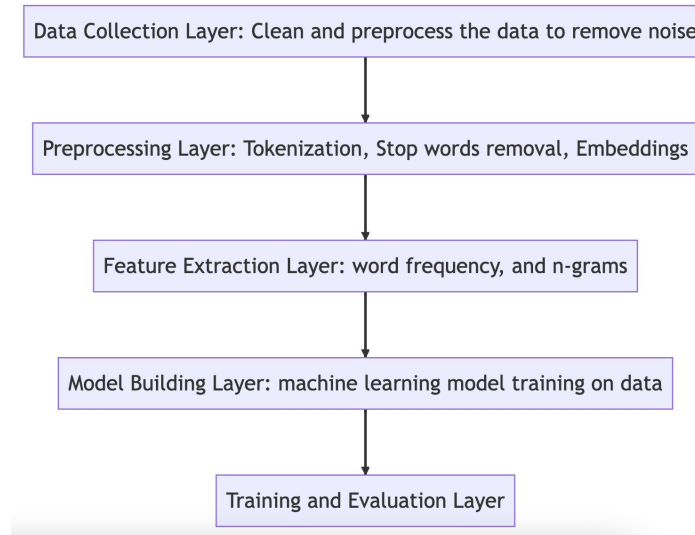 Data Collection Layer: Clean and preprocess the data to remove noise
Preprocessing Layer: Tokenization, Stop words removal, Embeddings
Feature Extraction Layer: word frequency, and n-grams
Model Building Layer: machine learning model training on data
Training and Evaluation Layer